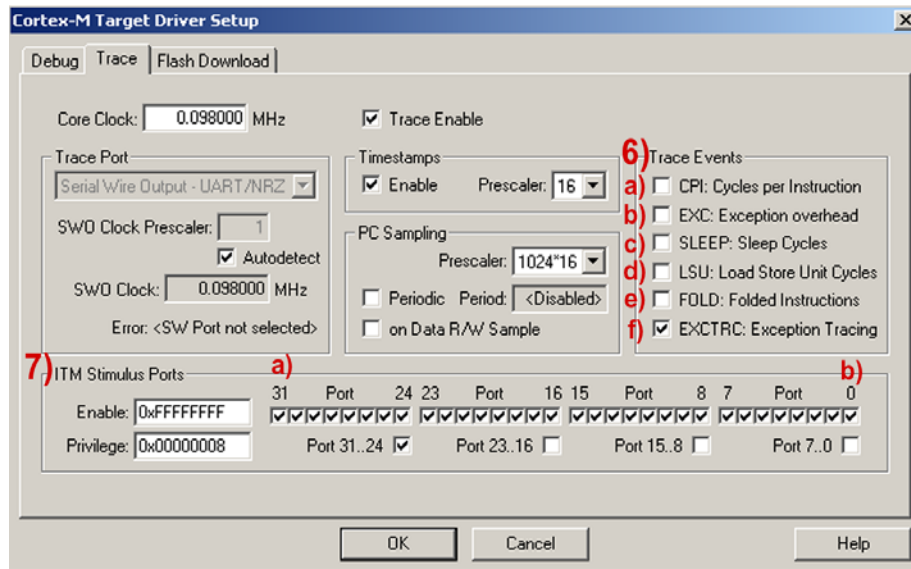 Cortex-M Target Driver Setup
Debug Trace Flash Download
Core Clock: 0.098000 MHz Trace Enable
Trace Port
Serial Wire Output - UART/NRZ
SWO Clock Prescaler: 1
Autodetect
SWO Clock: 0.098000 MHz
Error: <SW Port not selected>
Timestamps
Enable Prescaler: 16
PC Sampling
Prescaler: 1024*16
Periodic Period: <Disabled>
on Data R/W Sample
6) Trace Events
a) CPI: Cycles per Instruction
b) EXC: Exception overhead
c) SLEEP: Sleep Cycles
d) LSU: Load Store Unit Cycles
e) FOLD: Folded Instructions
f) EXCTRC: Exception Tracing
7) ITM Stimulus Ports
a) b)
31 Port 24 23 Port 16 15 Port 8 7 Port 0
Enable: 0xFFFFFFFF
Privilege: 0x00000008 Port 31..24 Port 23..16 Port 15..8 Port 7..0
OK Cancel Help